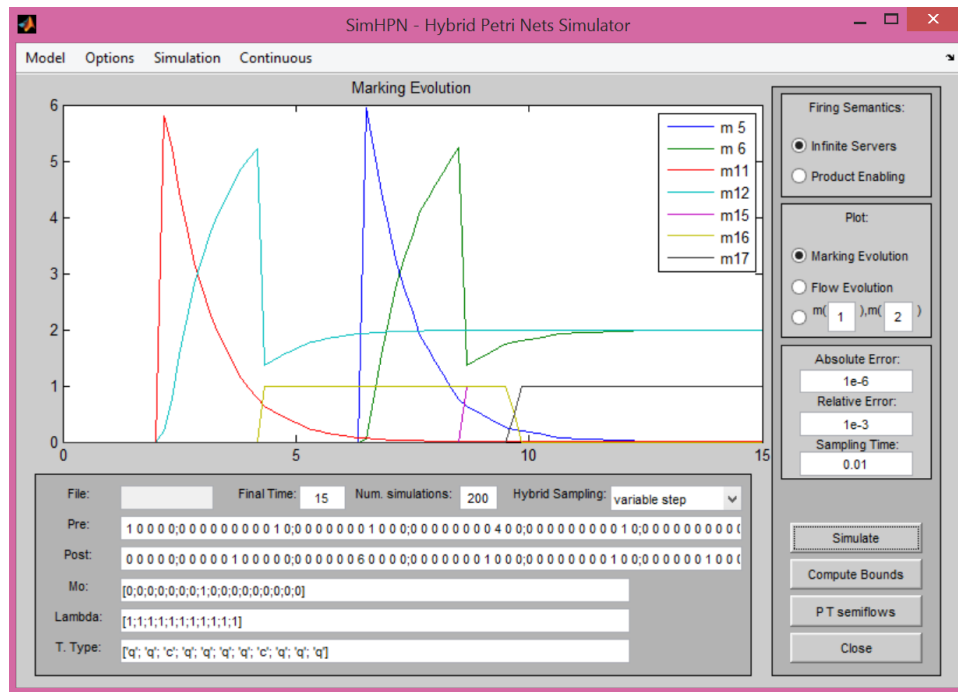 SimHPN - Hybrid Petri Nets Simulator
Model Options Simulation Continuous
Marking Evolution
6
5
4
3
2
1
0
0 5 10 15
m 5
m 6
m11
m12
m15
m16
m17
Firing Semantics:
Infinite Servers
Product Enabling
Plot:
Marking Evolution
Flow Evolution
m( 1 ),m( 2 )
Absolute Error:
1e-6
Relative Error:
1e-3
Sampling Time:
0.01
File: Final Time: 15 Num. simulations: 200 Hybrid Sampling: variable step
Pre: 1 0 0 0 0;0 0 0 0 0 0 0 0 0 1 0;0 0 0 0 0 0 0 1 0 0 0;0 0 0 0 0 0 0 0 4 0 0;0 0 0 0 0 0 0 0 0 1 0;0 0 0 0 0 0 0 0 0 0
Post: 0 0 0 0 0;0 0 0 0 0 1 0 0 0 0 0;0 0 0 0 0 0 6 0 0 0 0;0 0 0 0 0 0 0 1 0 0 0;0 0 0 0 0 0 0 0 1 0 0;0 0 0 0 0 0 1 0 0
Mo: [0;0;0;0;0;0;0;1;0;0;0;0;0;0;0;0;0]
Lambda: [1;1;1;1;1;1;1;1;1;1;1]
T. Type: ['q'; 'q'; 'c'; 'q'; 'q'; 'q'; 'q'; 'c'; 'q'; 'q'; 'q']
Simulate
Compute Bounds
P T semiflows
Close